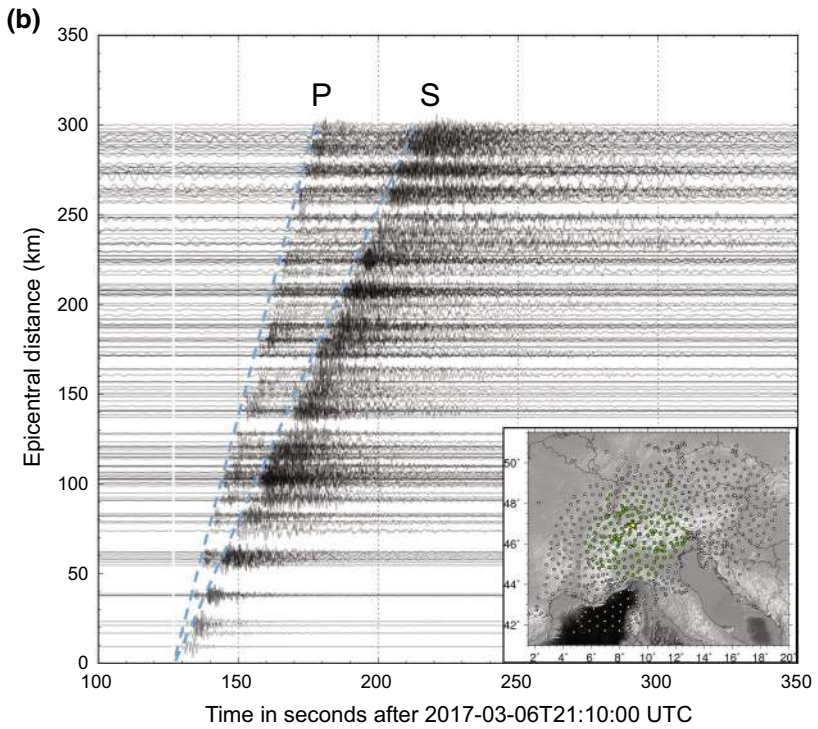 (b)
350
300
250
200
150
100
50
0
Epicentral distance (km)
P S
50˚
48˚
46˚
44˚
42˚
2˚ 4˚ 6˚ 8˚ 10˚ 12˚ 14˚ 16˚ 18˚ 20˚
100 150 200 250 300 350
Time in seconds after 2017-03-06T21:10:00 UTC